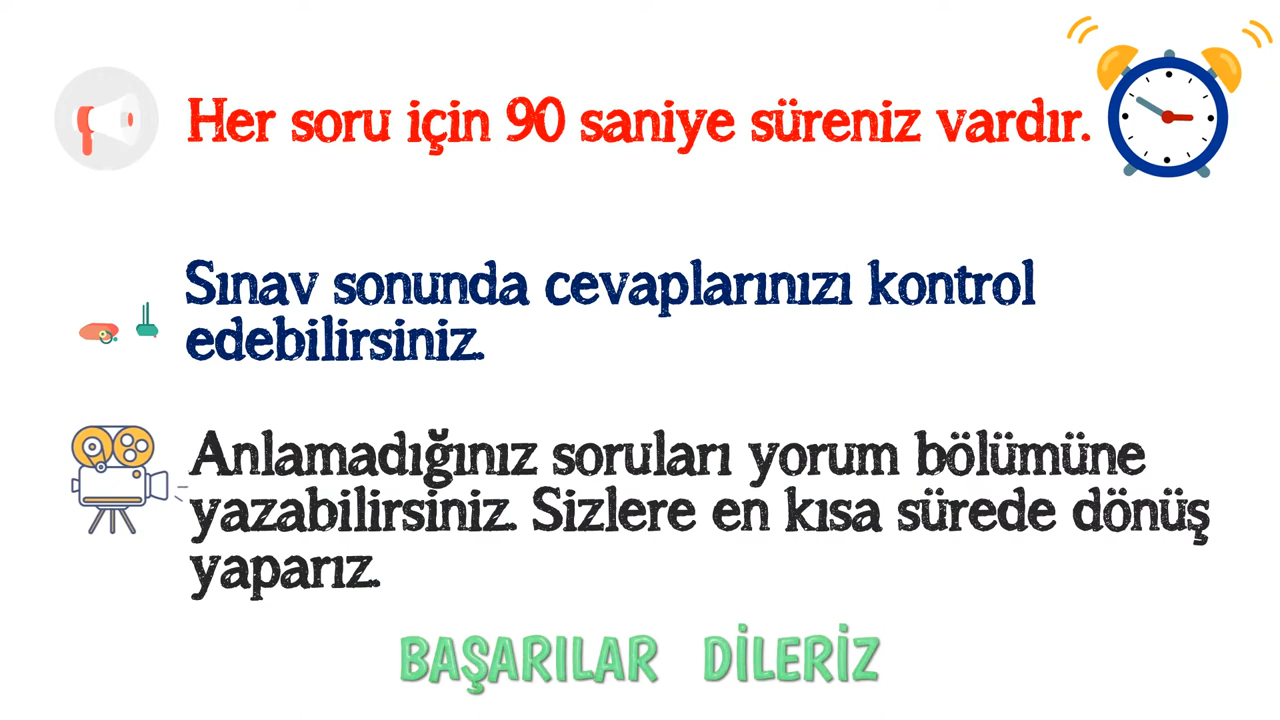 Her soru için 90 saniye süreniz vardır.
Sınav sonunda cevaplarınızı kontrol
edebilirsiniz.
Anlamadığınız soruları yorum bölümüne
yazabilirsiniz. Sizlere en kısa sürede dönüş
yaparız.
BAŞARILAR DİLERİZ